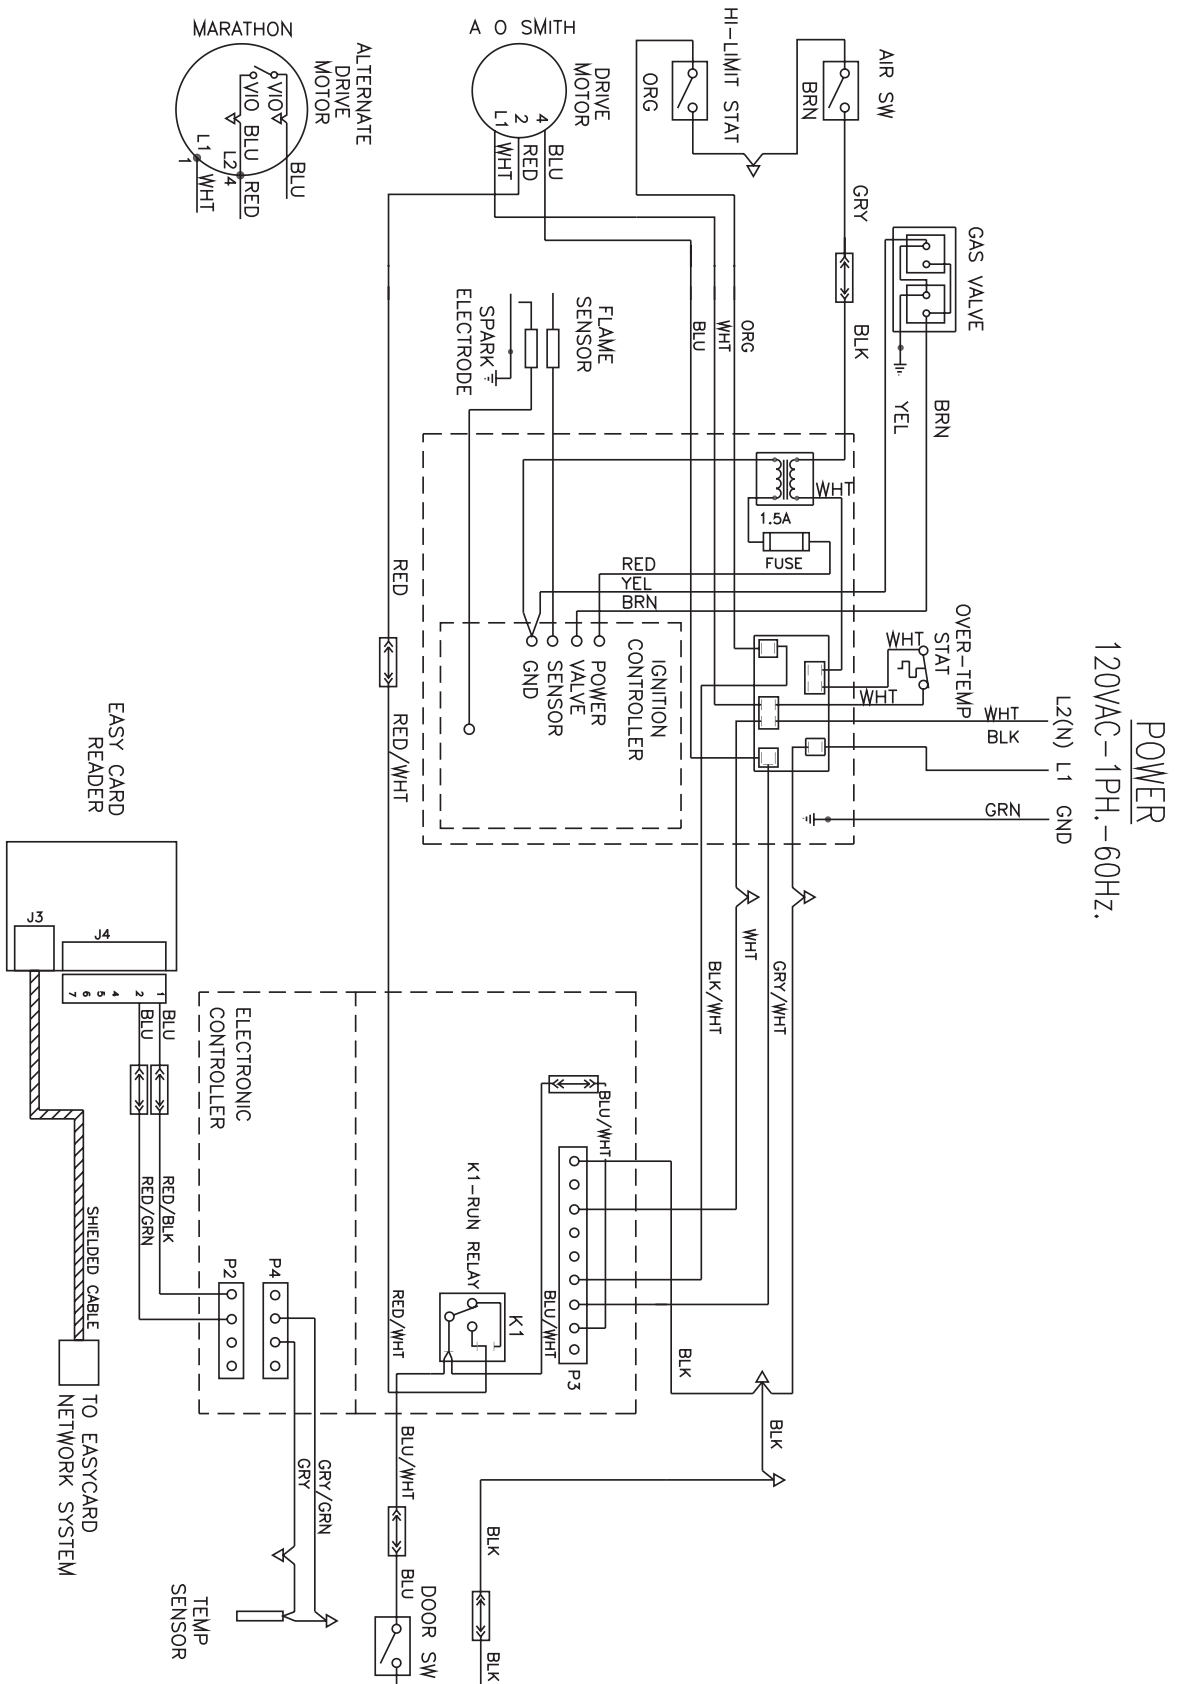 MARATHON
ALTERNATE
DRIVE
MOTOR
VIO
VIO
BLU
BLU
L1
1
L2
4
WHT
RED
A O SMITH
DRIVE
MOTOR
L1
2
4
WHT
RED
BLU
HI-LIMIT STAT
ORG
AIR SW
BRN
GRY
BLK
GAS VALVE
YEL
BRN
FLAME
SENSOR
SPARK
ELECTRODE
BLU
WHT
ORG
WHT
1.5A
FUSE
RED
YEL
BRN
IGNITION
CONTROLLER
POWER
VALVE
SENSOR
GND
RED
RED/WHT
OVER-TEMP
STAT
WHT
WHT
POWER
120VAC-1PH.-60Hz.
L2(N)
L1
GND
WHT
BLK
GRN
WHT
GRY/WHT
BLK/WHT
EASY CARD
READER
J3
J4
1
2
4
5
6
7
BLU
BLU
RED/BLK
RED/GRN
SHIELDED CABLE
TO EASYCARD
NETWORK SYSTEM
ELECTRONIC
CONTROLLER
P2
P4
K1-RUN RELAY
K1
BLU/WHT
BLU/WHT
P3
RED/WHT
BLK
BLK
BLK
BLK
GRY/GRN
GRY
TEMP
SENSOR
BLU/WHT
BLU
DOOR SW